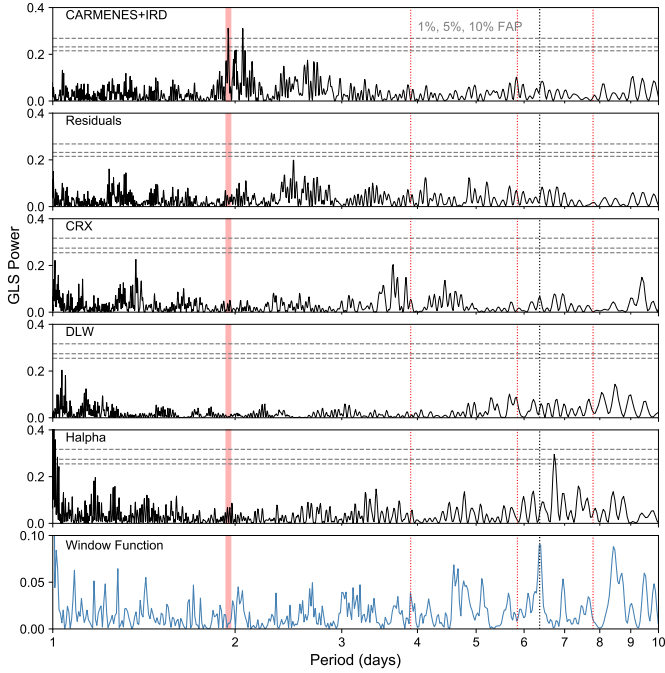 CARMENES+IRD
1%, 5%, 10% FAP
0.4
0.2
0.0
Residuals
0.4
0.2
0.0
CRX
0.4
0.2
0.0
DLW
0.4
0.2
0.0
Halpha
0.4
0.2
0.0
Window Function
0.10
0.05
0.00
GLS Power
1 2 3 4 5 6 7 8 9 10
Period (days)